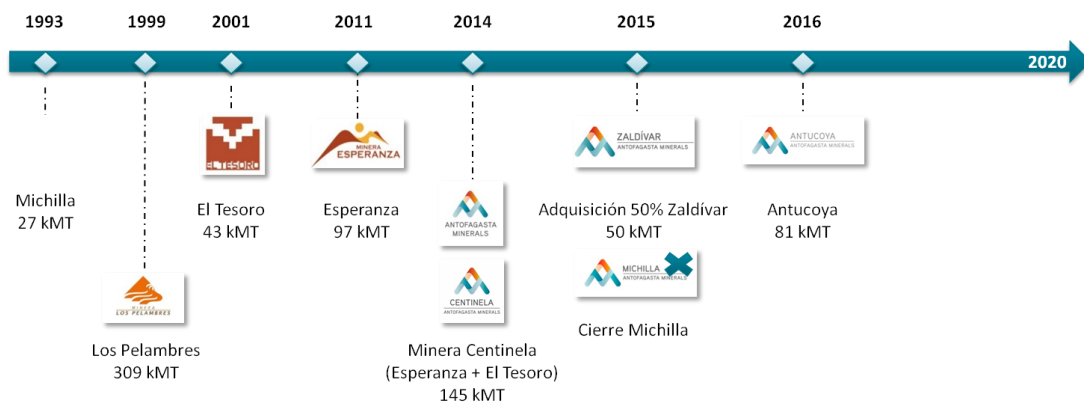 1993
1999
2001
2011
2014
2015
2016
2020
Michilla
27 kMT
MINERA
LOS PELAMBRES
Los Pelambres
309 kMT
EL TESORO
El Tesoro
43 kMT
MINERA
ESPERANZA
Esperanza
97 kMT
ANTOFAGASTA
MINERALS
CENTINELA
ANTOFAGASTA MINERALS
Minera Centinela
(Esperanza + El Tesoro)
145 kMT
ZALDÍVAR
ANTOFAGASTA MINERALS
Adquisición 50% Zaldívar
50 kMT
MICHILLA
ANTOFAGASTA MINERALS
Cierre Michilla
ANTUCOYA
ANTOFAGASTA MINERALS
Antucoya
81 kMT